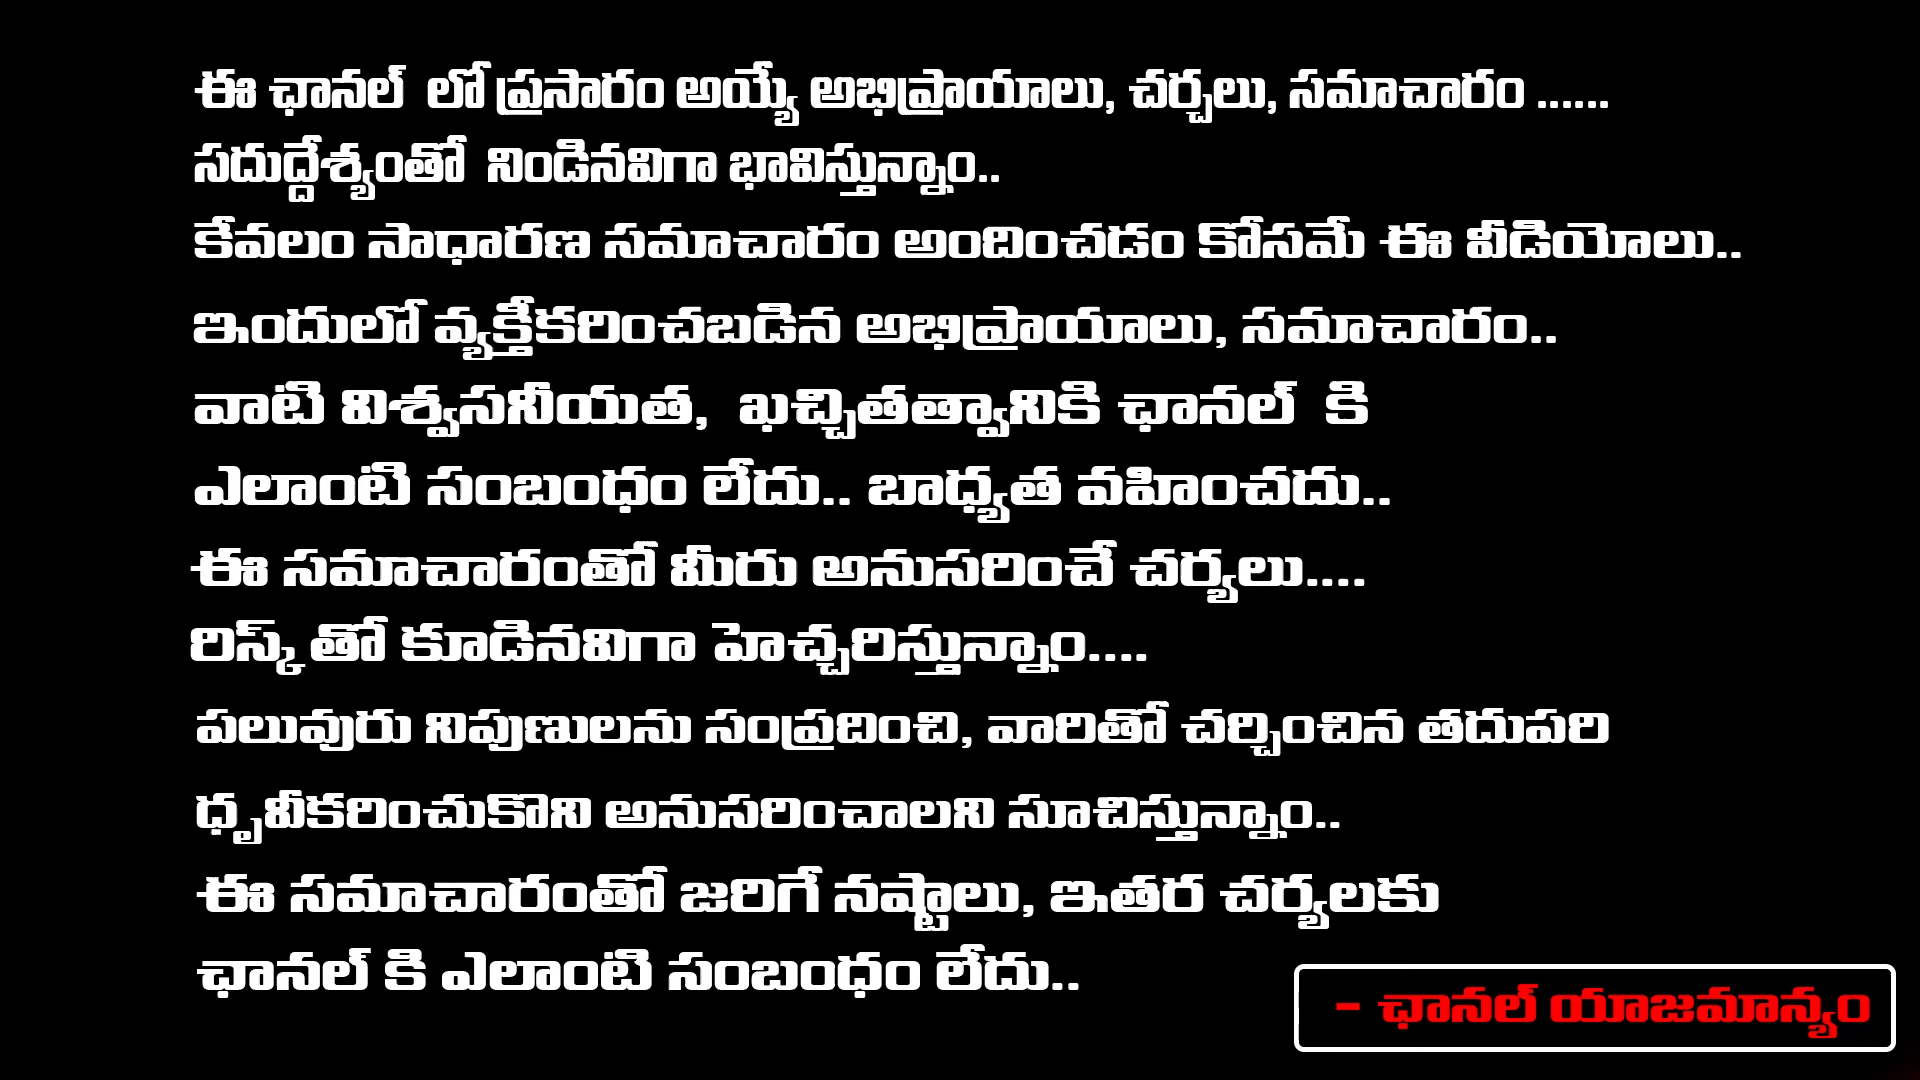 ఈ ఛానల్ లో ప్రసారం అయ్యే అభిప్రాయాలు, చర్చలు, సమాచారం ......
సదుద్దేశ్యంతో నిండినవిగా భావిస్తున్నాం..
కేవలం సాధారణ సమాచారం అందించడం కోసమే ఈ వీడియోలు..
ఇందులో వ్యక్తీకరించబడిన అభిప్రాయాలు, సమాచారం..
వాటి విశ్వసనీయత, ఖచ్చితత్వానికి ఛానల్ కి
ఎలాంటి సంబంధం లేదు.. బాధ్యత వహించదు..
ఈ సమాచారంతో మీరు అనుసరించే చర్యలు....
రిస్క్ తో కూడినవిగా హెచ్చరిస్తున్నాం....
పలువురు నిపుణులను సంప్రదించి, వారితో చర్చించిన తదుపరి
ధృవీకరించుకొని అనుసరించాలని సూచిస్తున్నాం..
ఈ సమాచారంతో జరిగే నష్టాలు, ఇతర చర్యలకు
ఛానల్ కి ఎలాంటి సంబంధం లేదు..
- ఛానల్ యాజమాన్యం